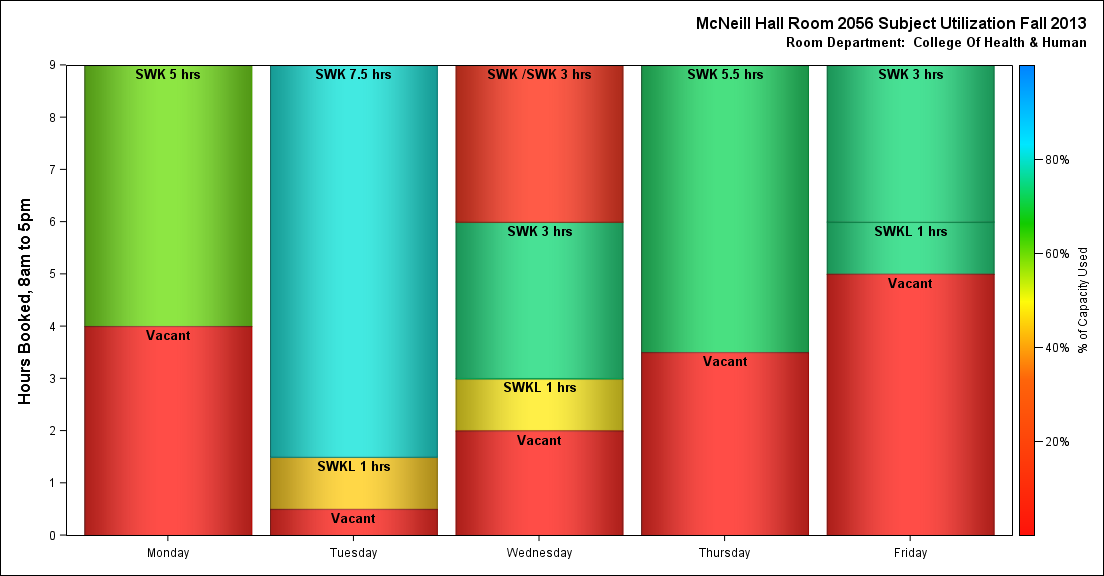 McNeill Hall Room 2056 Subject Utilization Fall 2013
Room Department:  College Of Health & Human
Hours Booked, 8am to 5pm
9
8
7
6
5
4
3
2
1
0
SWK 5 hrs
Vacant
SWK 7.5 hrs
SWKL 1 hrs
Vacant
SWK /SWK 3 hrs
SWK 3 hrs
SWKL 1 hrs
Vacant
SWK 5.5 hrs
Vacant
SWK 3 hrs
SWKL 1 hrs
Vacant
Monday
Tuesday
Wednesday
Thursday
Friday
80%
60%
40%
20%
% of Capacity Used